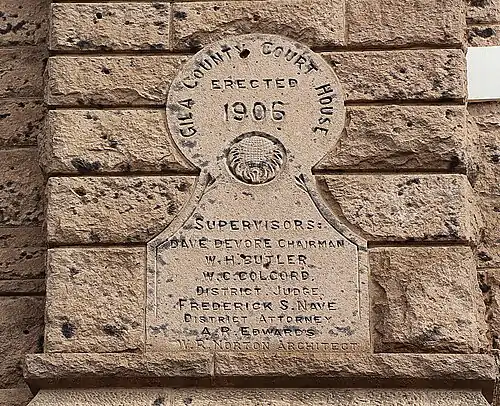 GILA COUNTY COURT HOUSE
ERECTED
1906
SUPERVISORS:
DAVE DEVORE CHAIRMAN
W. H. BUTLER
W. C. COLCORD
DISTRICT JUDGE
FREDERICK S. NAVE
DISTRICT ATTORNEY
A. R. EDWARDS
NORTON ARCHITECT